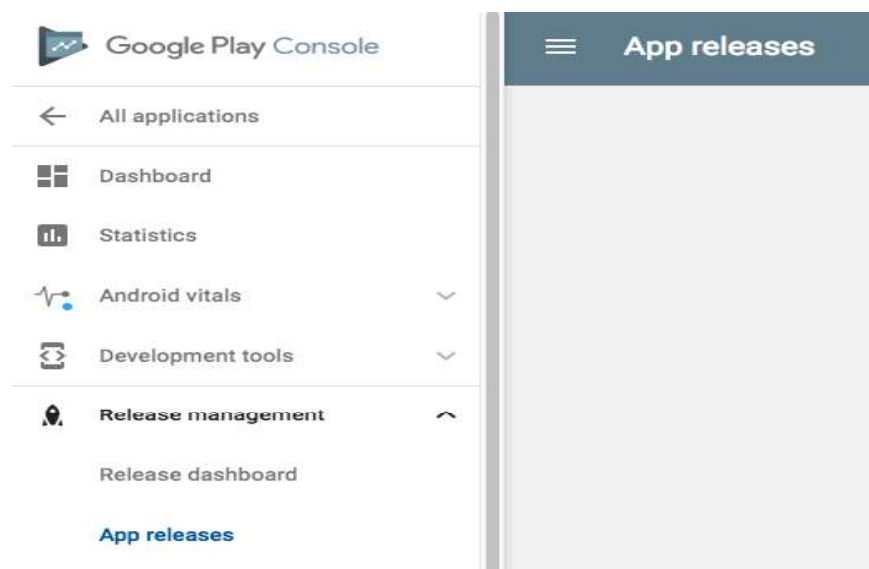 Google Play Console
App releases
All applications
Dashboard
Statistics
Android vitals
Development tools
Release management
Release dashboard
App releases